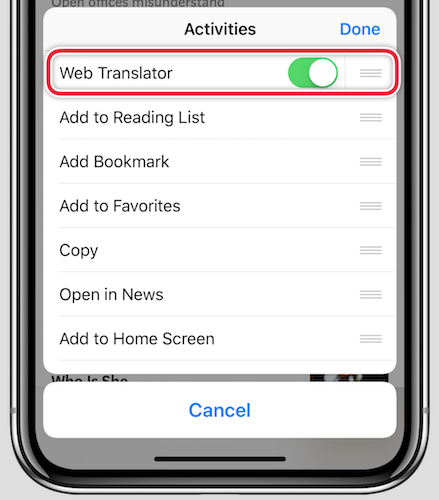 Open offices misunderstand
Activities
Done
Web Translator
Add to Reading List
Add Bookmark
Add to Favorites
Copy
Open in News
Add to Home Screen
Who Is She
Cancel